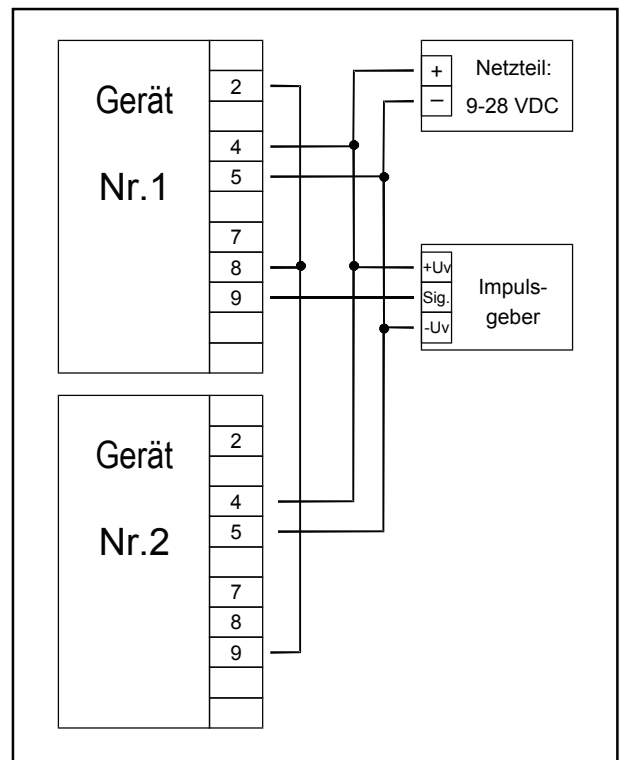 Gerät
Nr.1
2
4
5
7
8
9
+
–
Netzteil:
9-28 VDC
+Uv
Sig.
-Uv
Impuls-
geber
Gerät
Nr.2
2
4
5
7
8
9